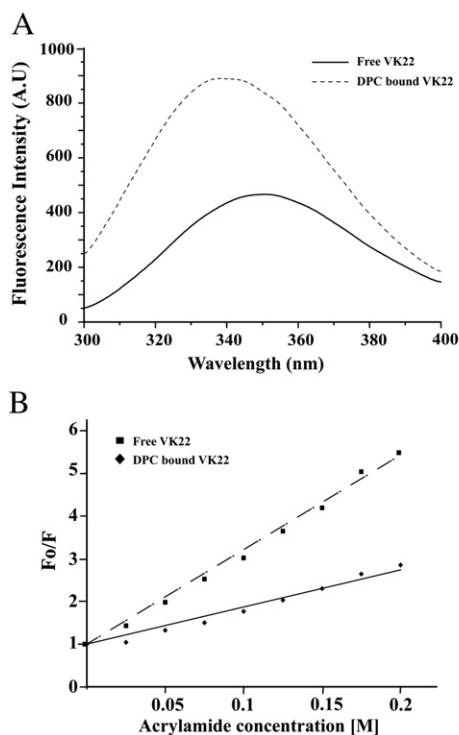 A
Fluorescence Intensity (A.U)
1000
800
600
400
200
0
300 320 340 360 380 400
Wavelength (nm)
Free VK22
DPC bound VK22
B
Fo/F
6
5
4
3
2
1
0
0.05 0.1 0.15 0.2
Acrylamide concentration [M]
Free VK22
DPC bound VK22